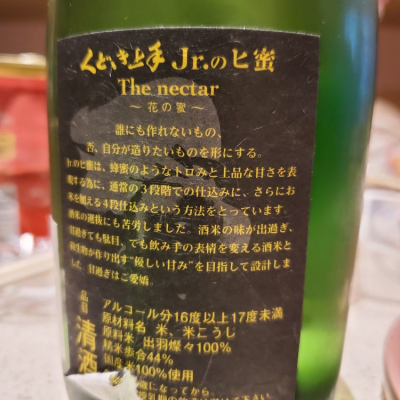 くどき上手 Jr.のヒ蜜
The nectar
～ 花の蜜 ～
誰にも作れないもの、
否、自分が造りたいものを形にする。
Jr.のヒ蜜は、蜂蜜のようなトロみと上品な甘さを表
現する為に、通常の3段階での仕込みに、さらにお
米を加える4段仕込みという方法をとっています。
酒米の選抜にも苦労しました。酒米の味が出過ぎ、
甘過ぎても駄目。でも飲み手の表情を変える酒米と
微生物が作り出す"優しい甘み"を目指して設計しま
した。甘過ぎはご愛嬌。
品目 清酒
アルコール分16度以上17度未満
原材料名 米、米こうじ
原料米 出羽燦々100%
精米歩合44%
国産米100%使用
になってから。